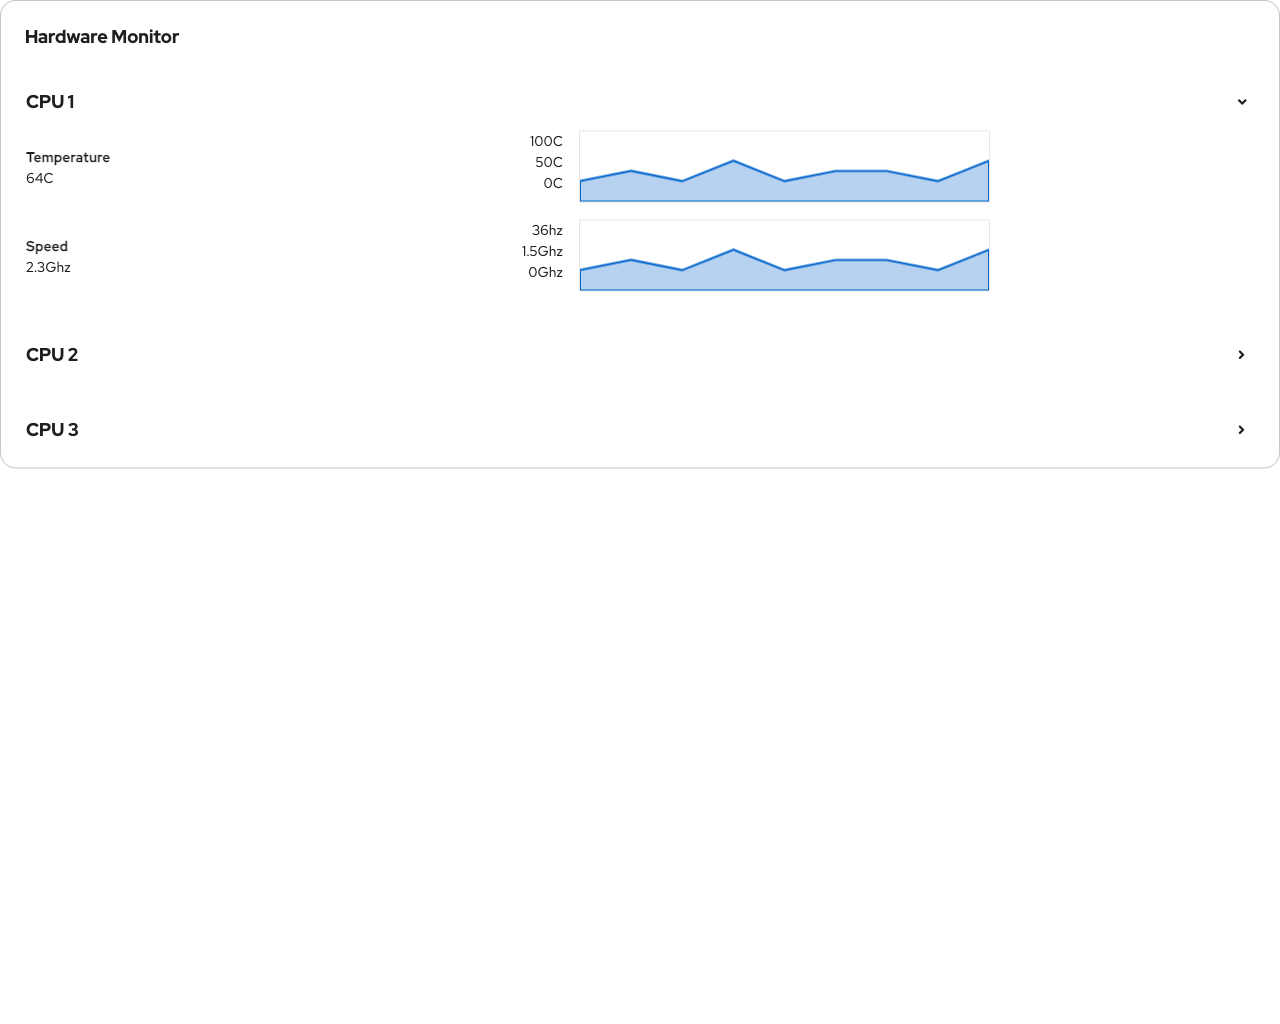 Hardware Monitor
CPU 1
Temperature
64C
100C
50C
0C
Speed
2.3Ghz
36hz
1.5Ghz
0Ghz
CPU 2
CPU 3